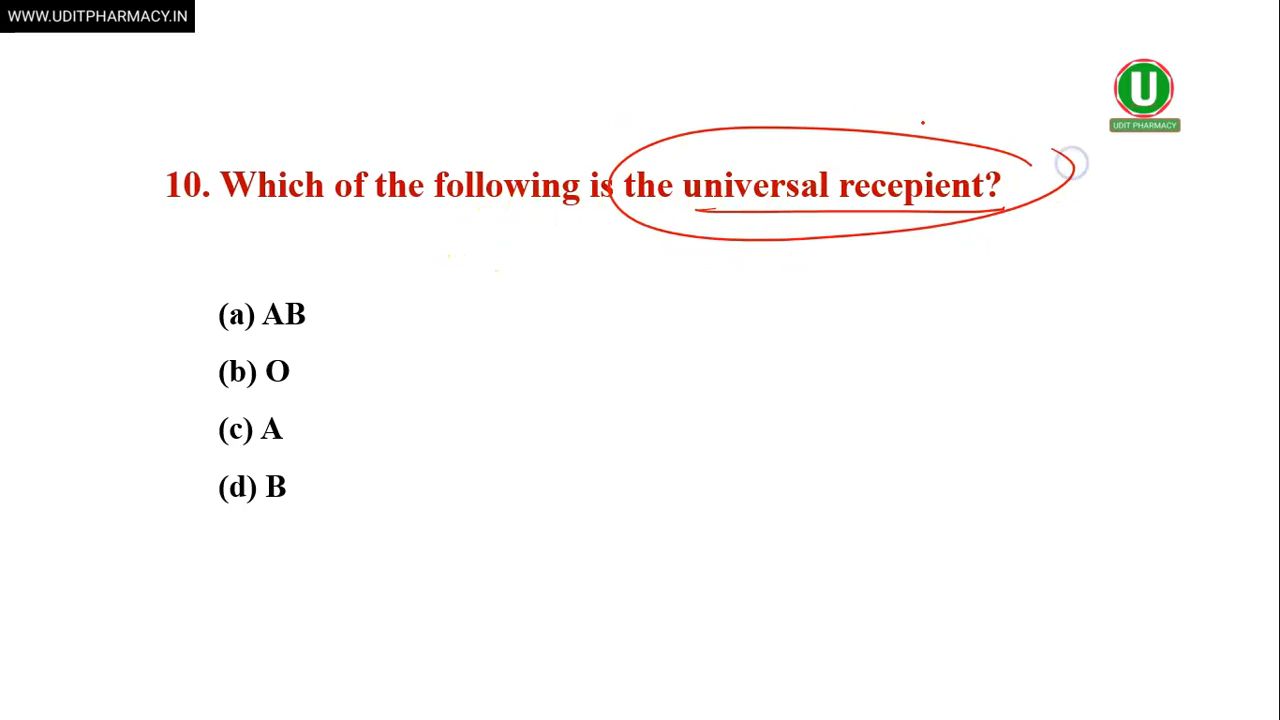 WWW.UDITPHARMACY.IN
U
UDIT PHARMACY
10. Which of the following is the universal recepient?
(a) AB
(b) O
(c) A
(d) B